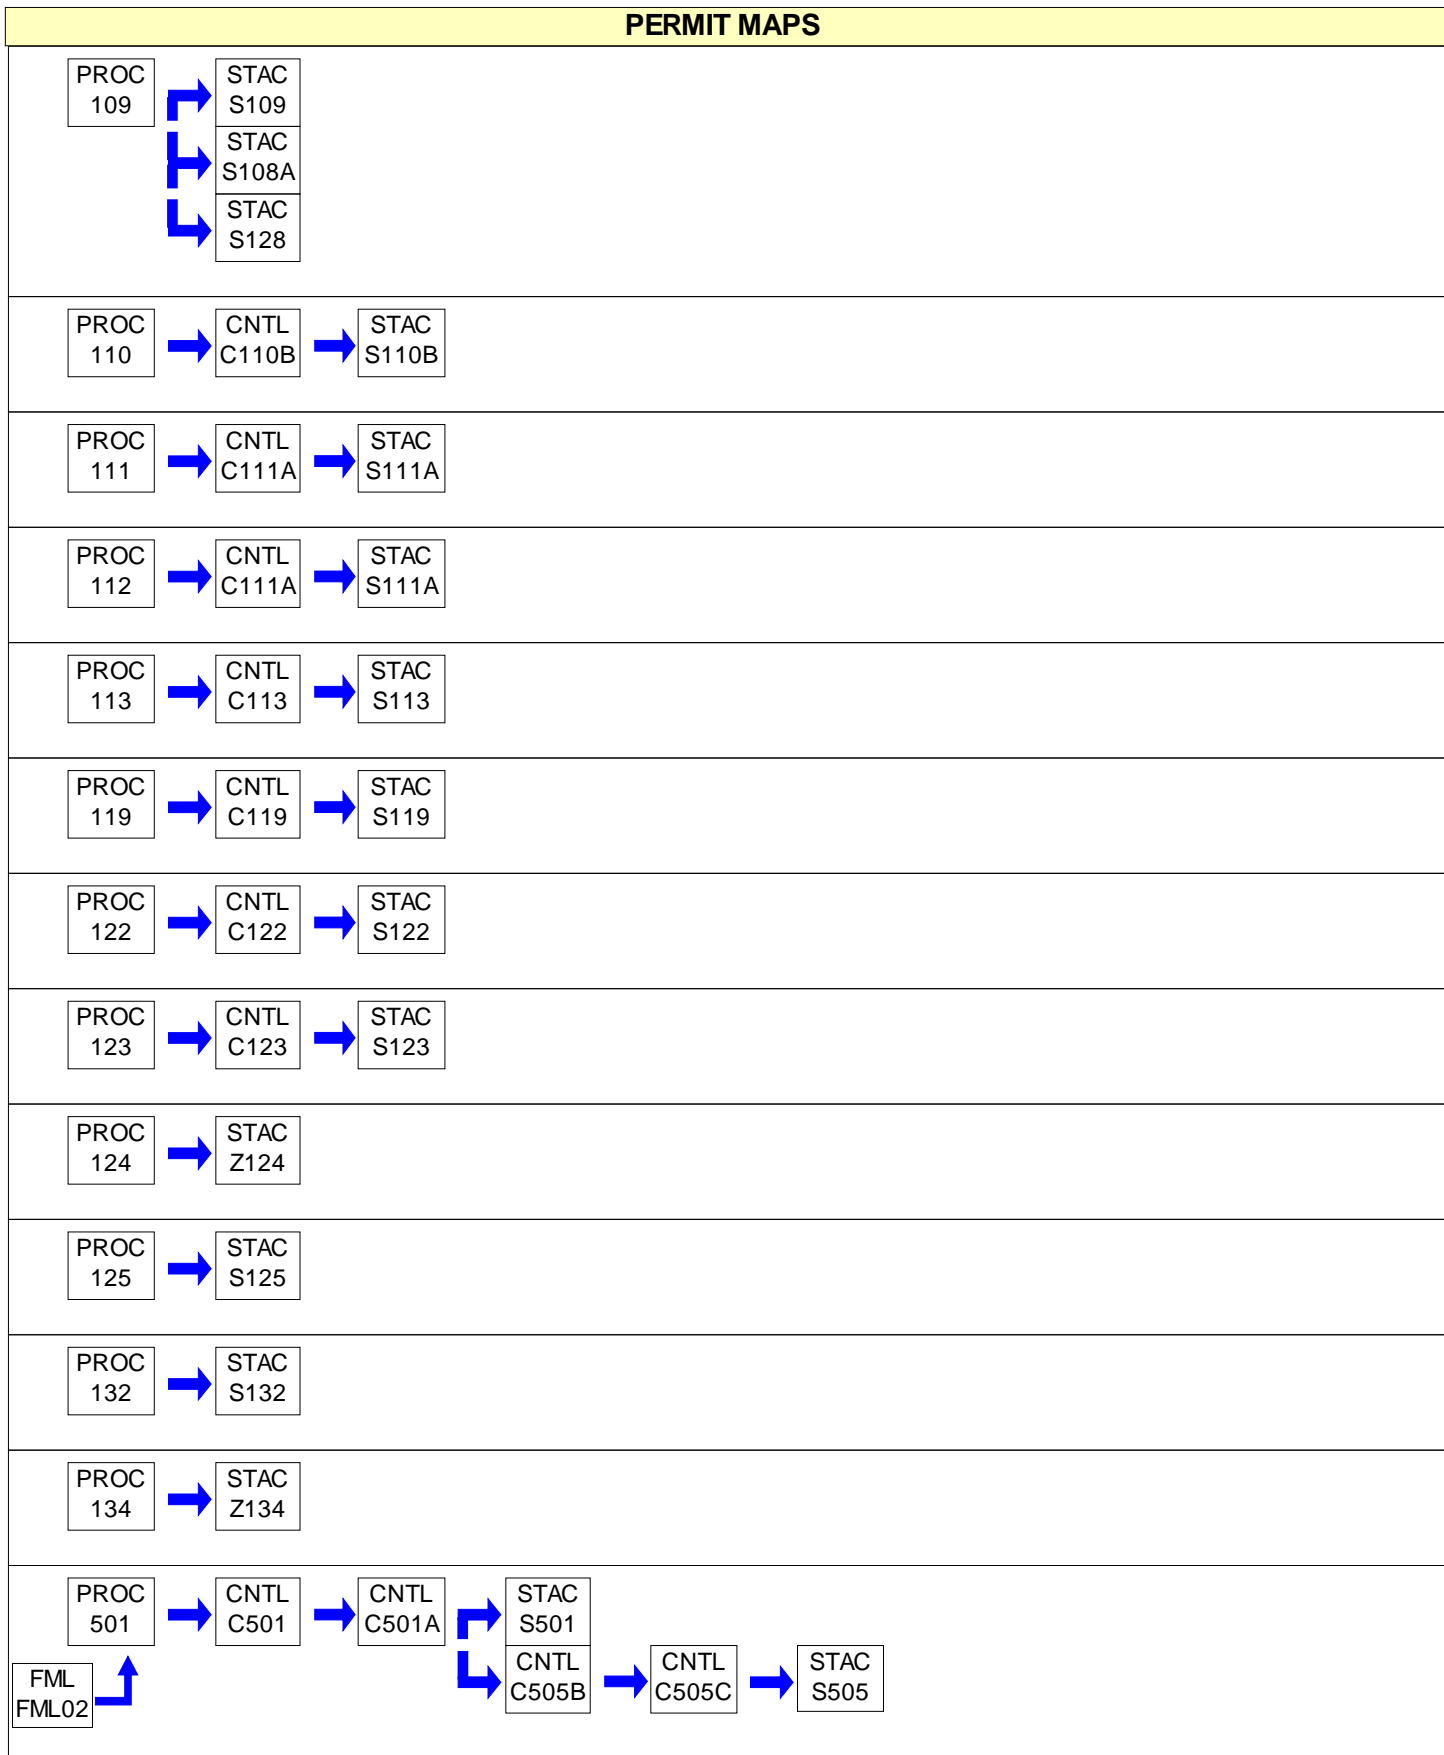 PERMIT MAPS
PROC
109
STAC
S109
STAC
S108A
STAC
S128
PROC
110
CNTL
C110B
STAC
S110B
PROC
111
CNTL
C111A
STAC
S111A
PROC
112
CNTL
C111A
STAC
S111A
PROC
113
CNTL
C113
STAC
S113
PROC
119
CNTL
C119
STAC
S119
PROC
122
CNTL
C122
STAC
S122
PROC
123
CNTL
C123
STAC
S123
PROC
124
STAC
Z124
PROC
125
STAC
S125
PROC
132
STAC
S132
PROC
134
STAC
Z134
PROC
501
CNTL
C501
CNTL
C501A
STAC
S501
CNTL
C505B
CNTL
C505C
STAC
S505
FML
FML02